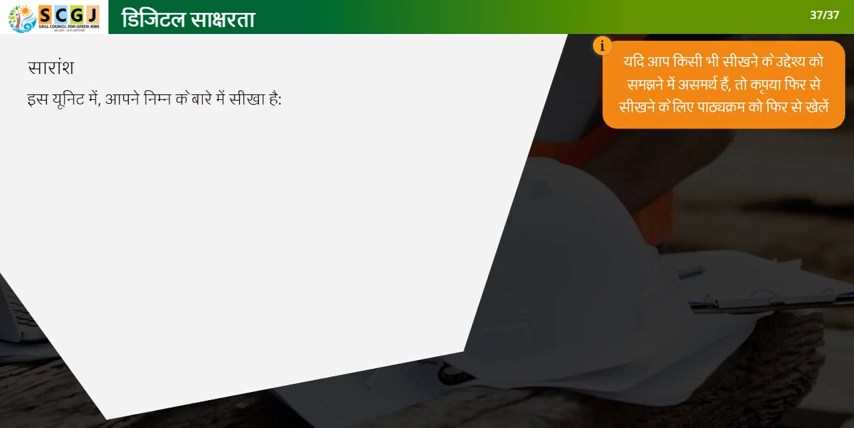 SCGJ
SKILL COUNCIL FOR GREEN JOBS
डिजिटल साक्षरता
37/37
सारांश
इस यूनिट में, आपने निम्न के बारे में सीखा है:
i
यदि आप किसी भी सीखने के उद्देश्य को
समझने में असमर्थ हैं, तो कृपया फिर से
सीखने के लिए पाठ्यक्रम को फिर से खेलें